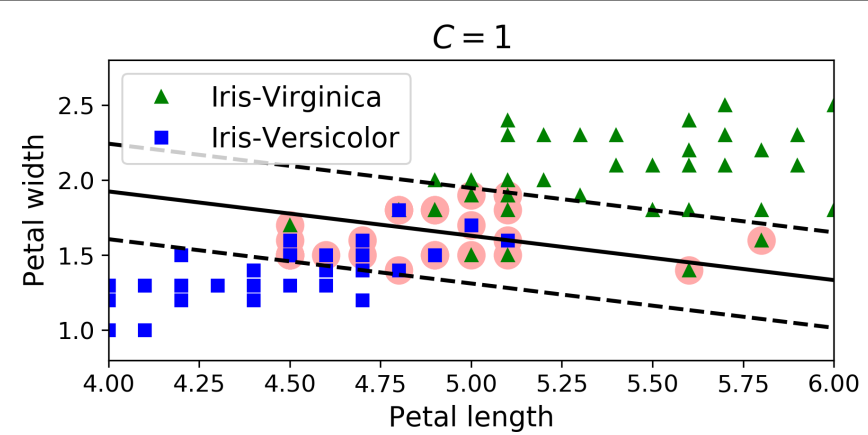 C = 1
Iris-Virginica
Iris-Versicolor
Petal width
2.5
2.0
1.5
1.0
4.00 4.25 4.50 4.75 5.00 5.25 5.50 5.75 6.00
Petal length